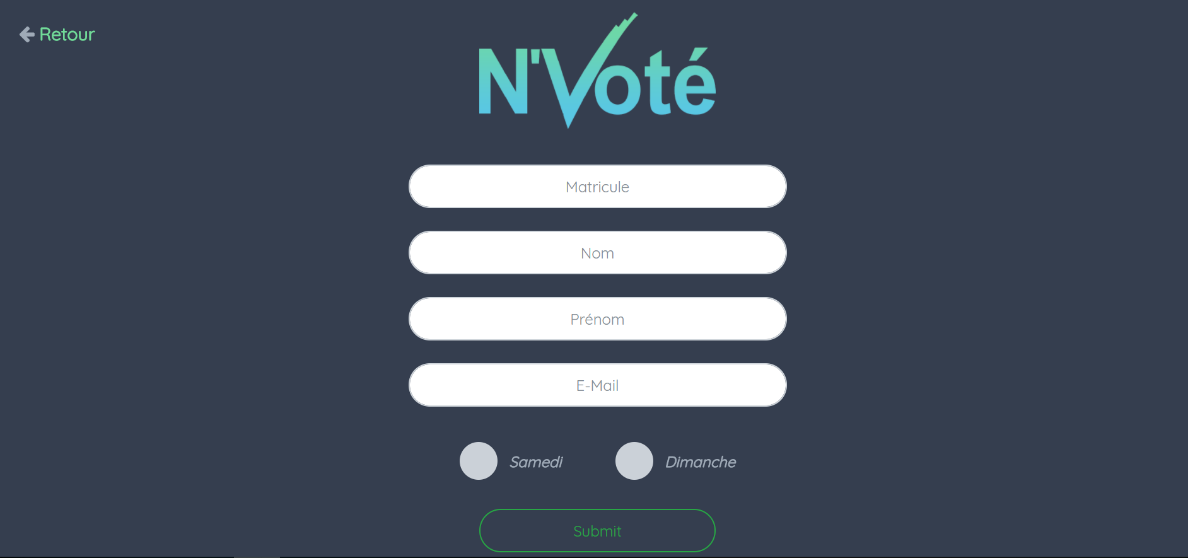 Retour
N'Voté
Matricule
Nom
Prénom
E-Mail
Samedi
Dimanche
Submit